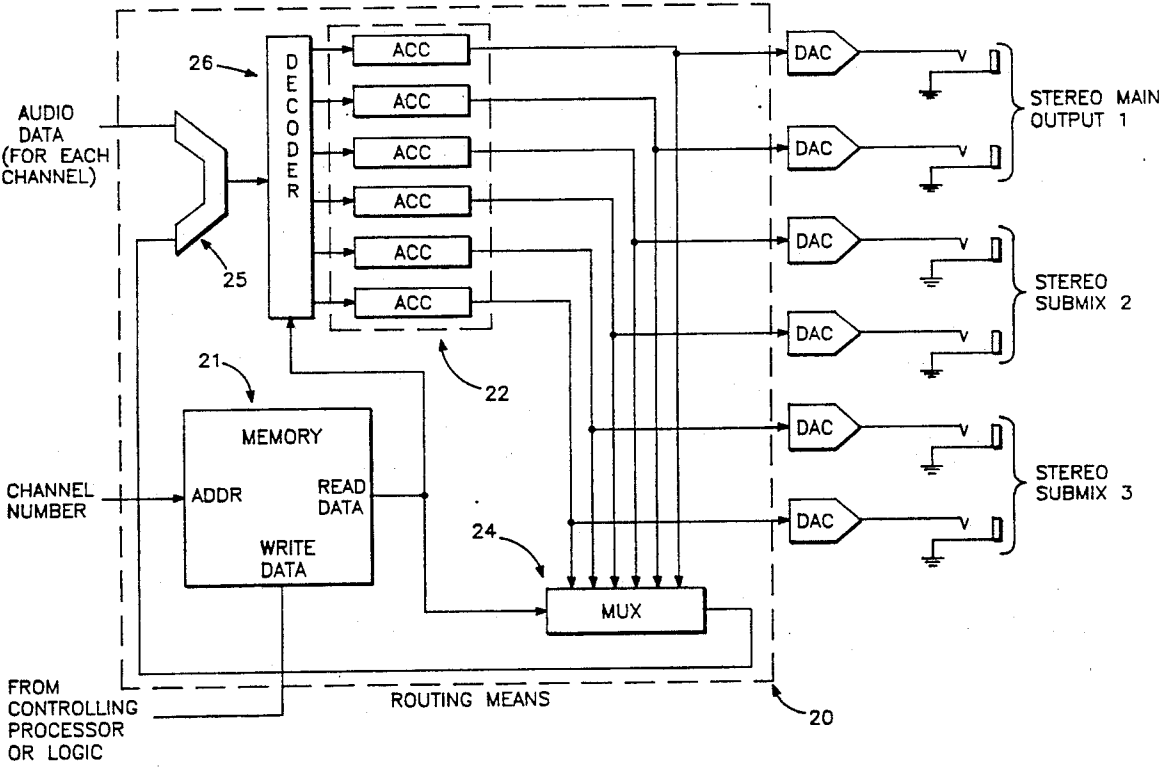 26
DECODER
ACC
ACC
ACC
ACC
ACC
ACC
22
AUDIO
DATA
(FOR EACH
CHANNEL)
25
DAC
DAC
DAC
DAC
DAC
DAC
STEREO MAIN
OUTPUT 1
STEREO
SUBMIX 2
STEREO
SUBMIX 3
21
MEMORY
ADDR
READ
DATA
WRITE
DATA
CHANNEL
NUMBER
24
MUX
FROM
CONTROLLING
PROCESSOR
OR LOGIC
ROUTING MEANS
20